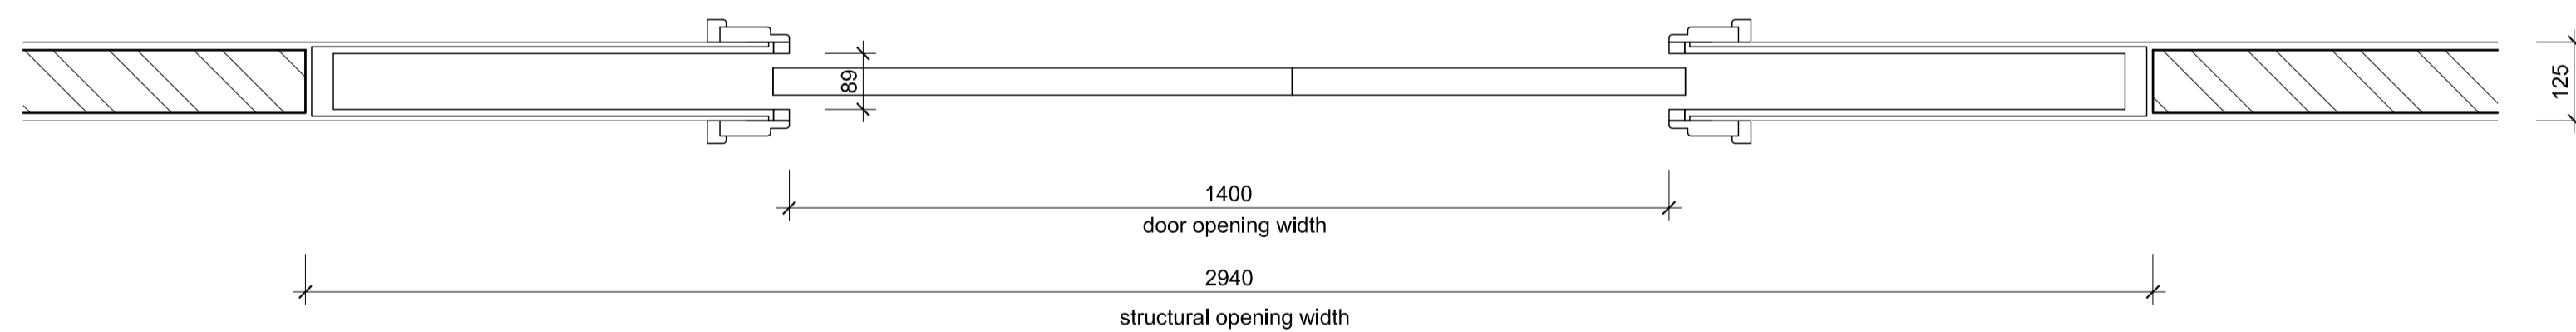 89
125
1400
door opening width
2940
structural opening width